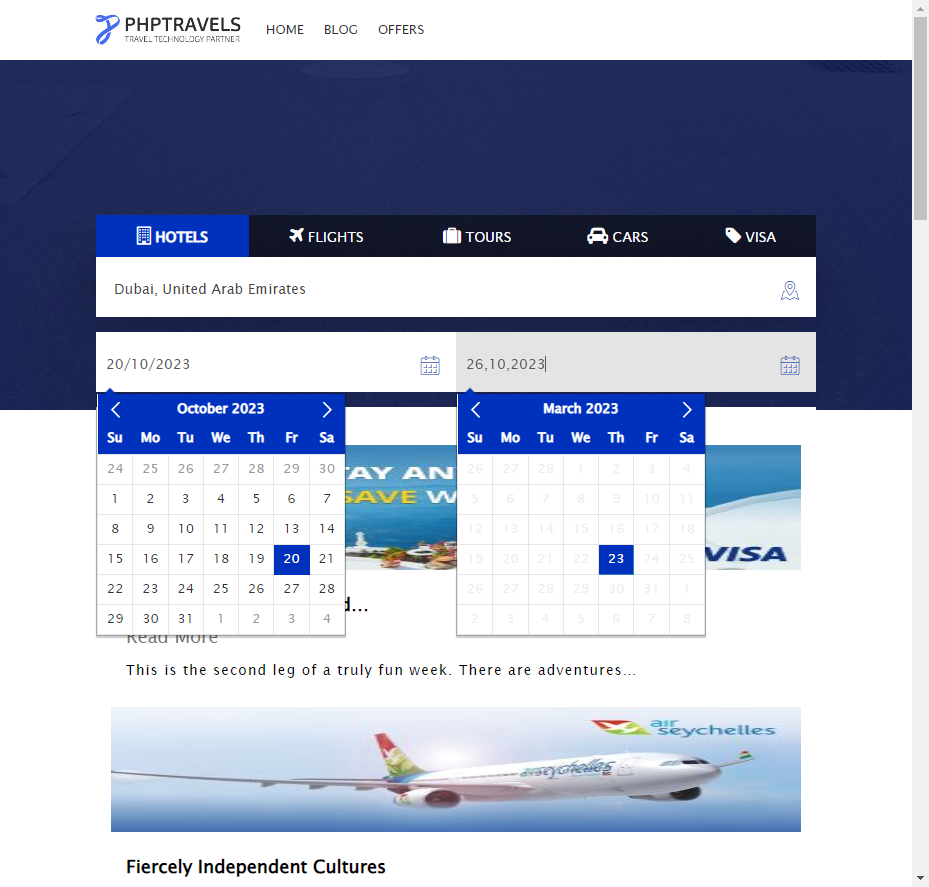 PHPTRAVELS
TRAVEL TECHNOLOGY PARTNER
HOME BLOG OFFERS
HOTELS FLIGHTS TOURS CARS VISA
Dubai, United Arab Emirates
20/10/2023 26,10,2023
October 2023
Su Mo Tu We Th Fr Sa
24 25 26 27 28 29 30
1 2 3 4 5 6 7
8 9 10 11 12 13 14
15 16 17 18 19 20 21
22 23 24 25 26 27 28
29 30 31 1 2 3 4
March 2023
Su Mo Tu We Th Fr Sa
26 27 28 1 2 3 4
5 6 7 8 9 10 11
12 13 14 15 16 17 18
19 20 21 22 23 24 25
26 27 28 29 30 31 1
2 3 4 5 6 7 8
TAY AN
SAVE W
VISA
d...
Read More
This is the second leg of a truly fun week. There are adventures...
air
seychelles
airseychelles
Fiercely Independent Cultures